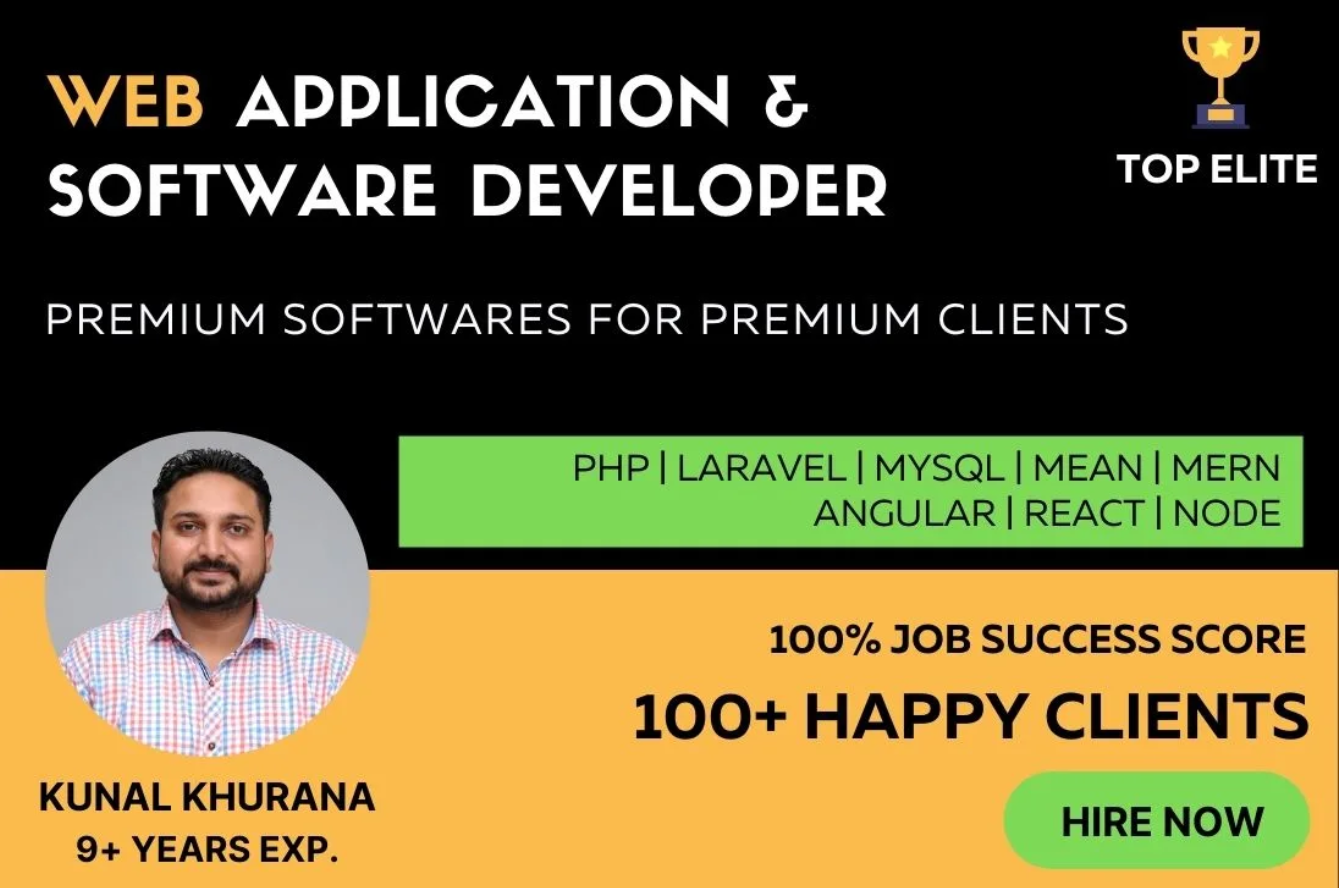 WEB APPLICATION &
SOFTWARE DEVELOPER
TOP ELITE
PREMIUM SOFTWARES FOR PREMIUM CLIENTS
PHP | LARAVEL | MYSQL | MEAN | MERN
ANGULAR | REACT | NODE
100% JOB SUCCESS SCORE
100+ HAPPY CLIENTS
KUNAL KHURANA
9+ YEARS EXP.
HIRE NOW